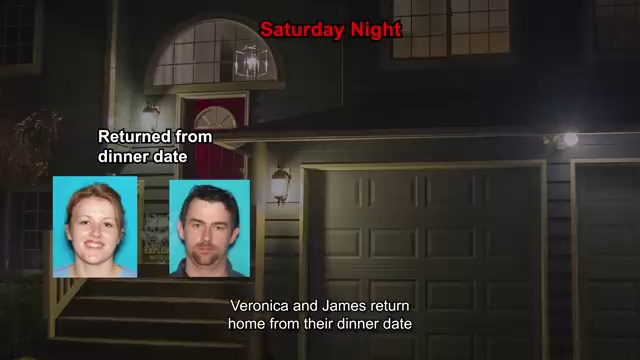 Saturday Night
Returned from
dinner date
Veronica and James return
home from their dinner date